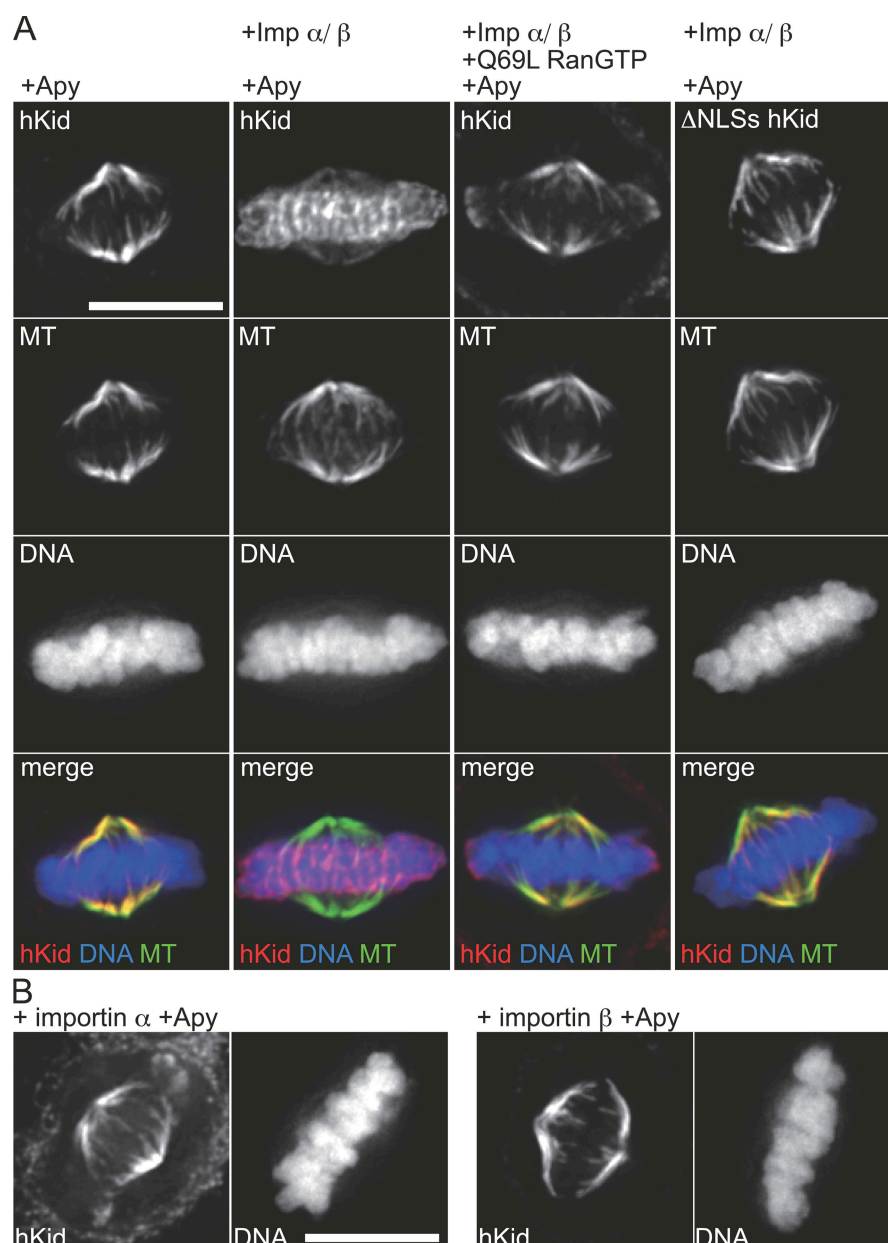 A
+Imp α/ β
+Imp α/ β
+Imp α/ β
+Q69L RanGTP
+Apy
+Apy
+Apy
+Apy
hKid
hKid
hKid
ΔNLSs hKid
MT
MT
MT
MT
DNA
DNA
DNA
DNA
merge
merge
merge
merge
hKid DNA MT
hKid DNA MT
hKid DNA MT
hKid DNA MT
B
+ importin α +Apy
+ importin β +Apy
hKid
DNA
hKid
DNA